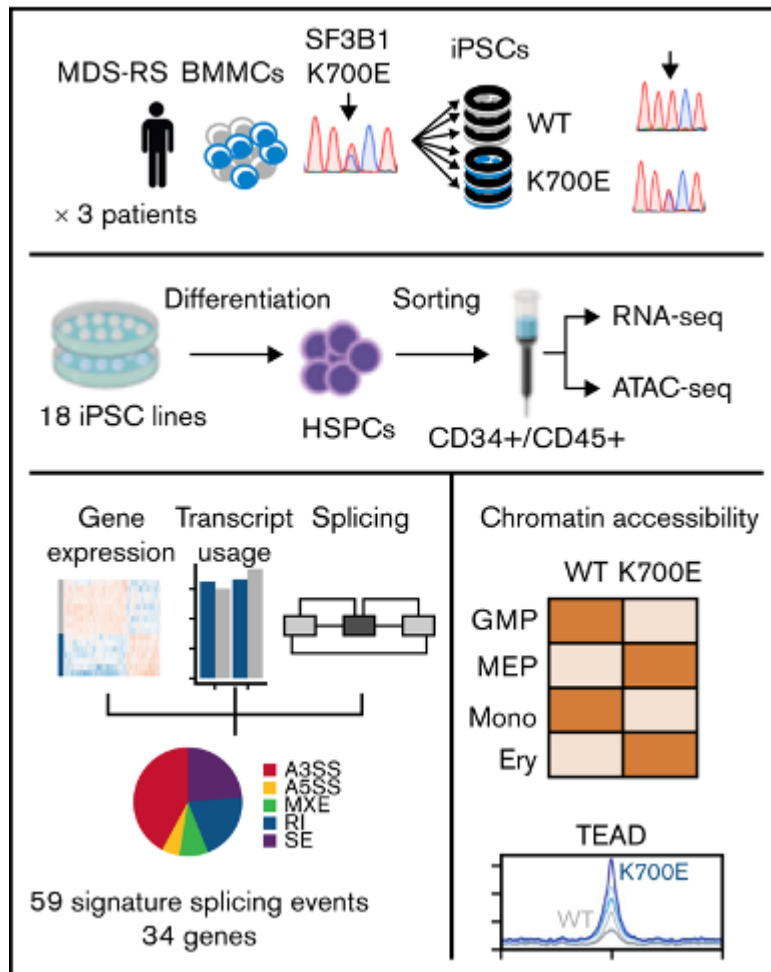 MDS-RS BMMCs
SF3B1
K700E
iPSCs
WT
K700E
× 3 patients
Differentiation
Sorting
RNA-seq
ATAC-seq
18 iPSC lines
HSPCs
CD34+/CD45+
Gene
expression
Transcript
usage
Splicing
A3SS
A5SS
MXE
RI
SE
59 signature splicing events
34 genes
Chromatin accessibility
WT K700E
GMP
MEP
Mono
Ery
TEAD
K700E
WT